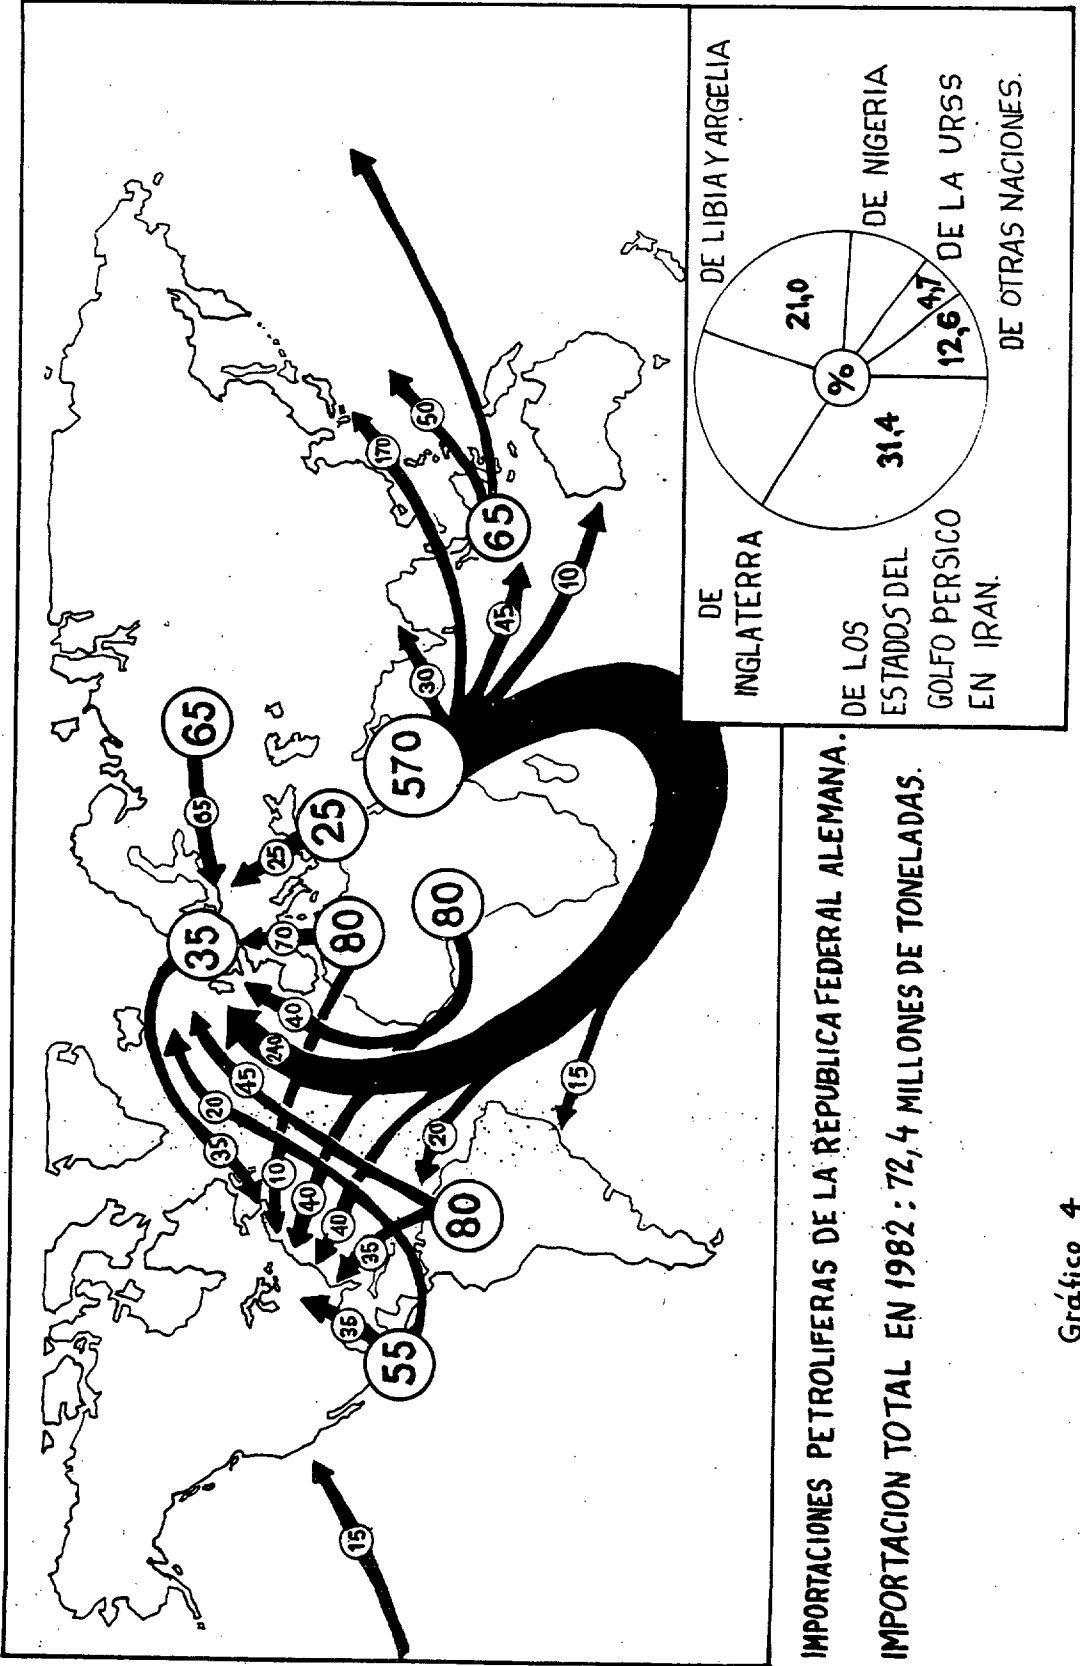 65
65
35
25
25
70
80
80
570
30
170
50
65
45
10
40
240
45
20
35
10
40
40
20
15
80
35
35
55
15
DE LIBIA Y ARGELIA
DE NIGERIA
DE LA URSS
DE OTRAS NACIONES.
DE
INGLATERRA
DE LOS
ESTADOS DEL
GOLFO PERSICO
EN IRAN.
%
21,0
4,7
12,6
31,4
IMPORTACIONES PETROLIFERAS DE LA REPUBLICA FEDERAL ALEMANA.
IMPORTACION TOTAL EN 1982: 72,4 MILLONES DE TONELADAS.
Gráfico 4